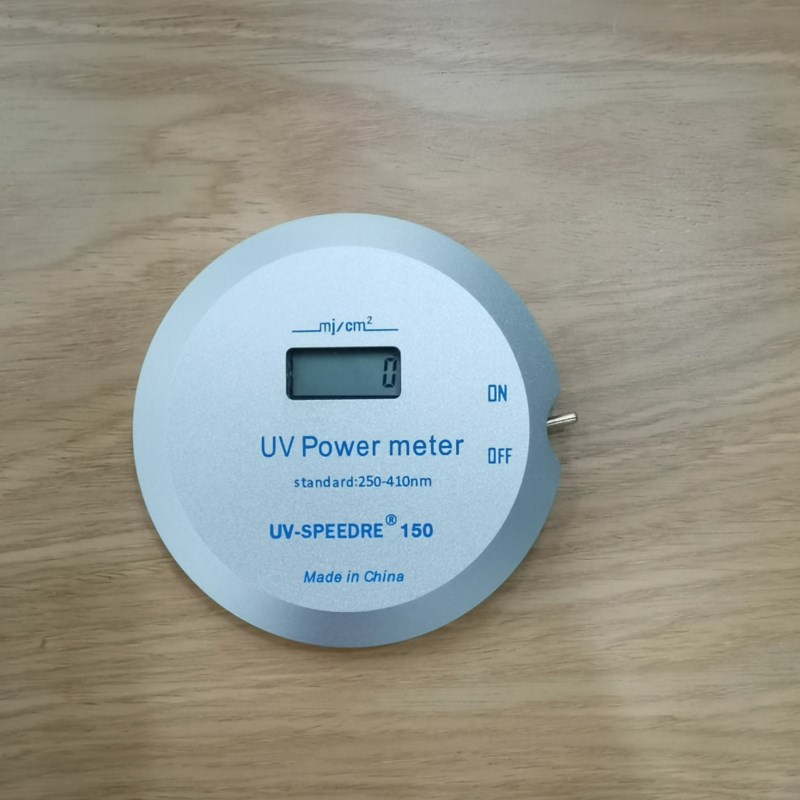 mj/cm²
0
ON
UV Power meter
OFF
standard:250-410nm
UV-SPEEDRE® 150
Made in China